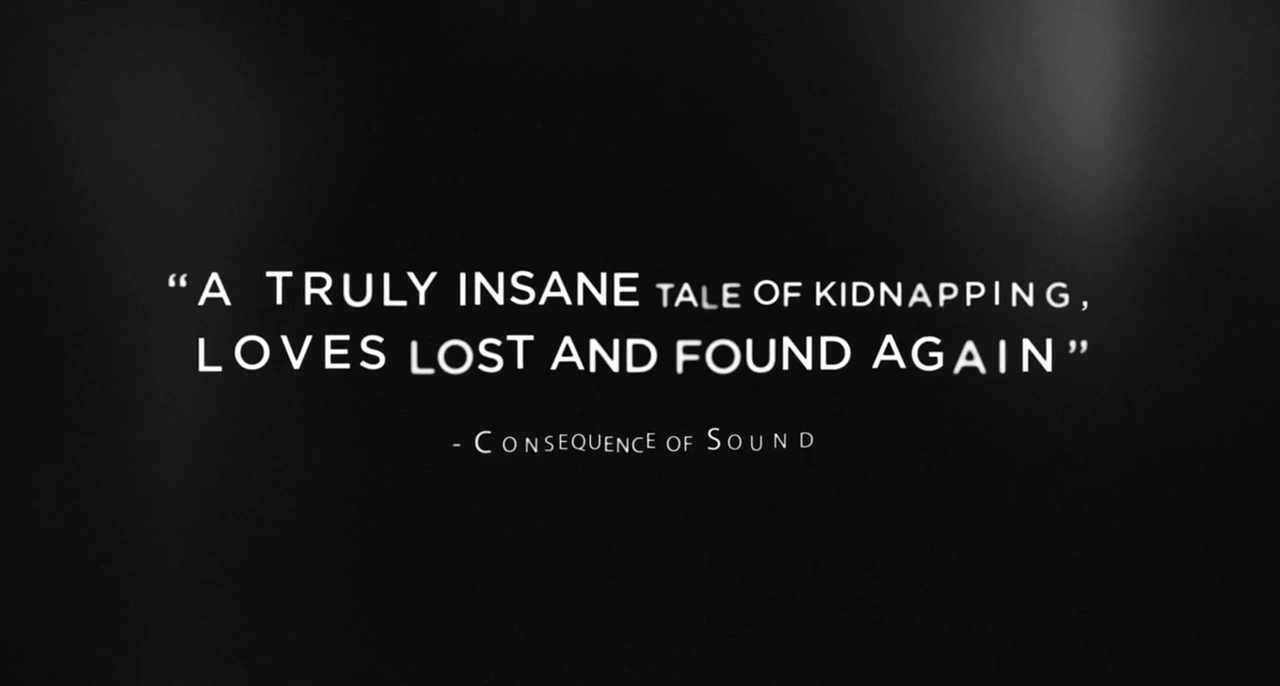 “A TRULY INSANE TALE OF KIDNAPPING,
LOVES LOST AND FOUND AGAIN”
- CONSEQUENCE OF SOUND